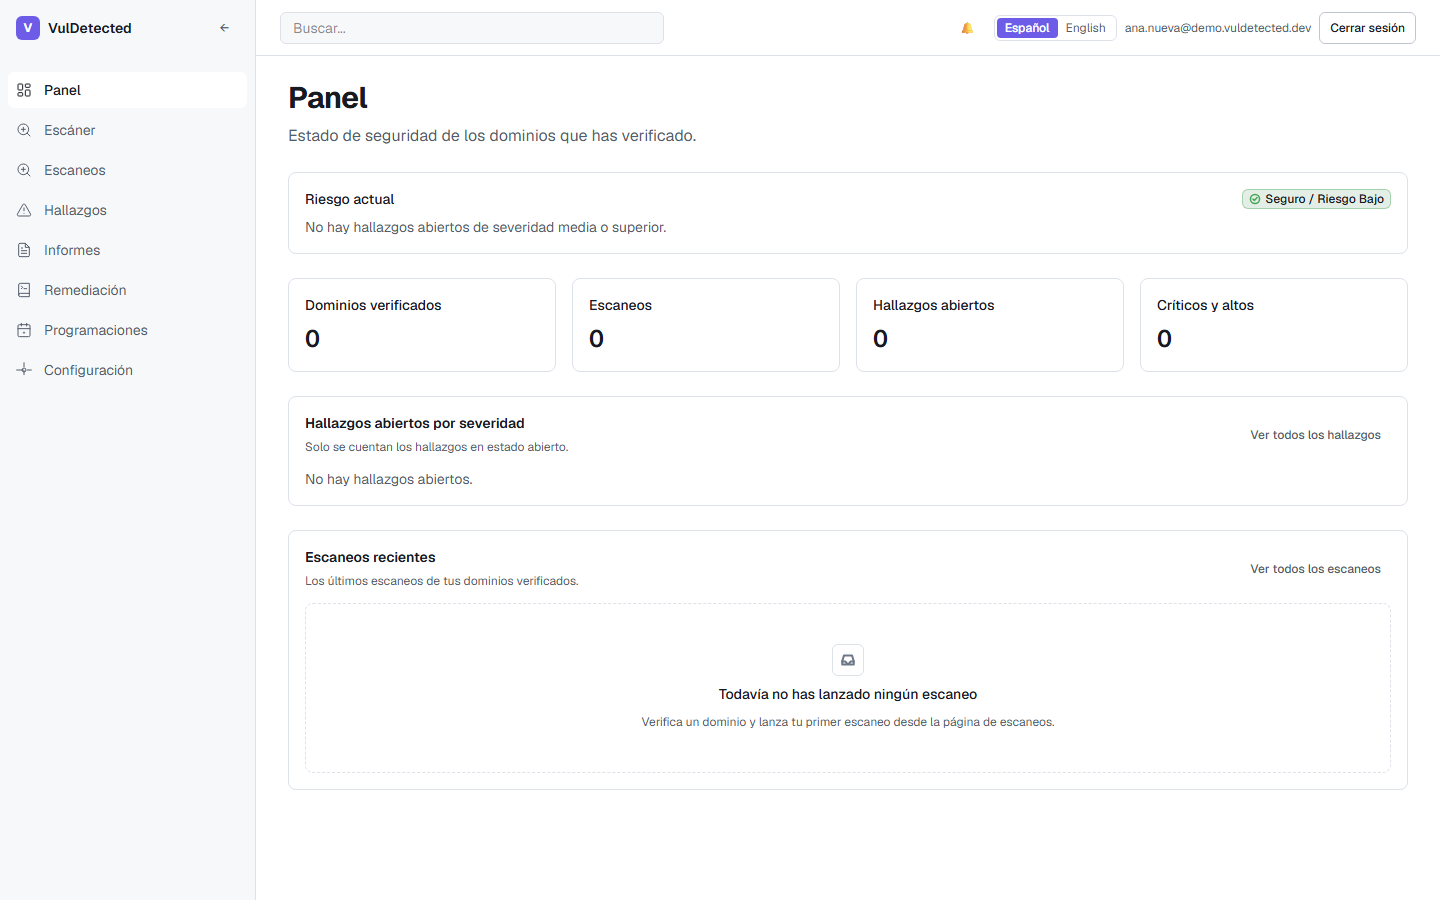 V VulDetected
Buscar...
Español English ana.nueva@demo.vuldetected.dev Cerrar sesión
Panel
Escáner
Escaneos
Hallazgos
Informes
Remediación
Programaciones
Configuración
Panel
Estado de seguridad de los dominios que has verificado.
Riesgo actual
Seguro / Riesgo Bajo
No hay hallazgos abiertos de severidad media o superior.
Dominios verificados
0
Escaneos
0
Hallazgos abiertos
0
Críticos y altos
0
Hallazgos abiertos por severidad
Solo se cuentan los hallazgos en estado abierto.
Ver todos los hallazgos
No hay hallazgos abiertos.
Escaneos recientes
Los últimos escaneos de tus dominios verificados.
Ver todos los escaneos
Todavía no has lanzado ningún escaneo
Verifica un dominio y lanza tu primer escaneo desde la página de escaneos.